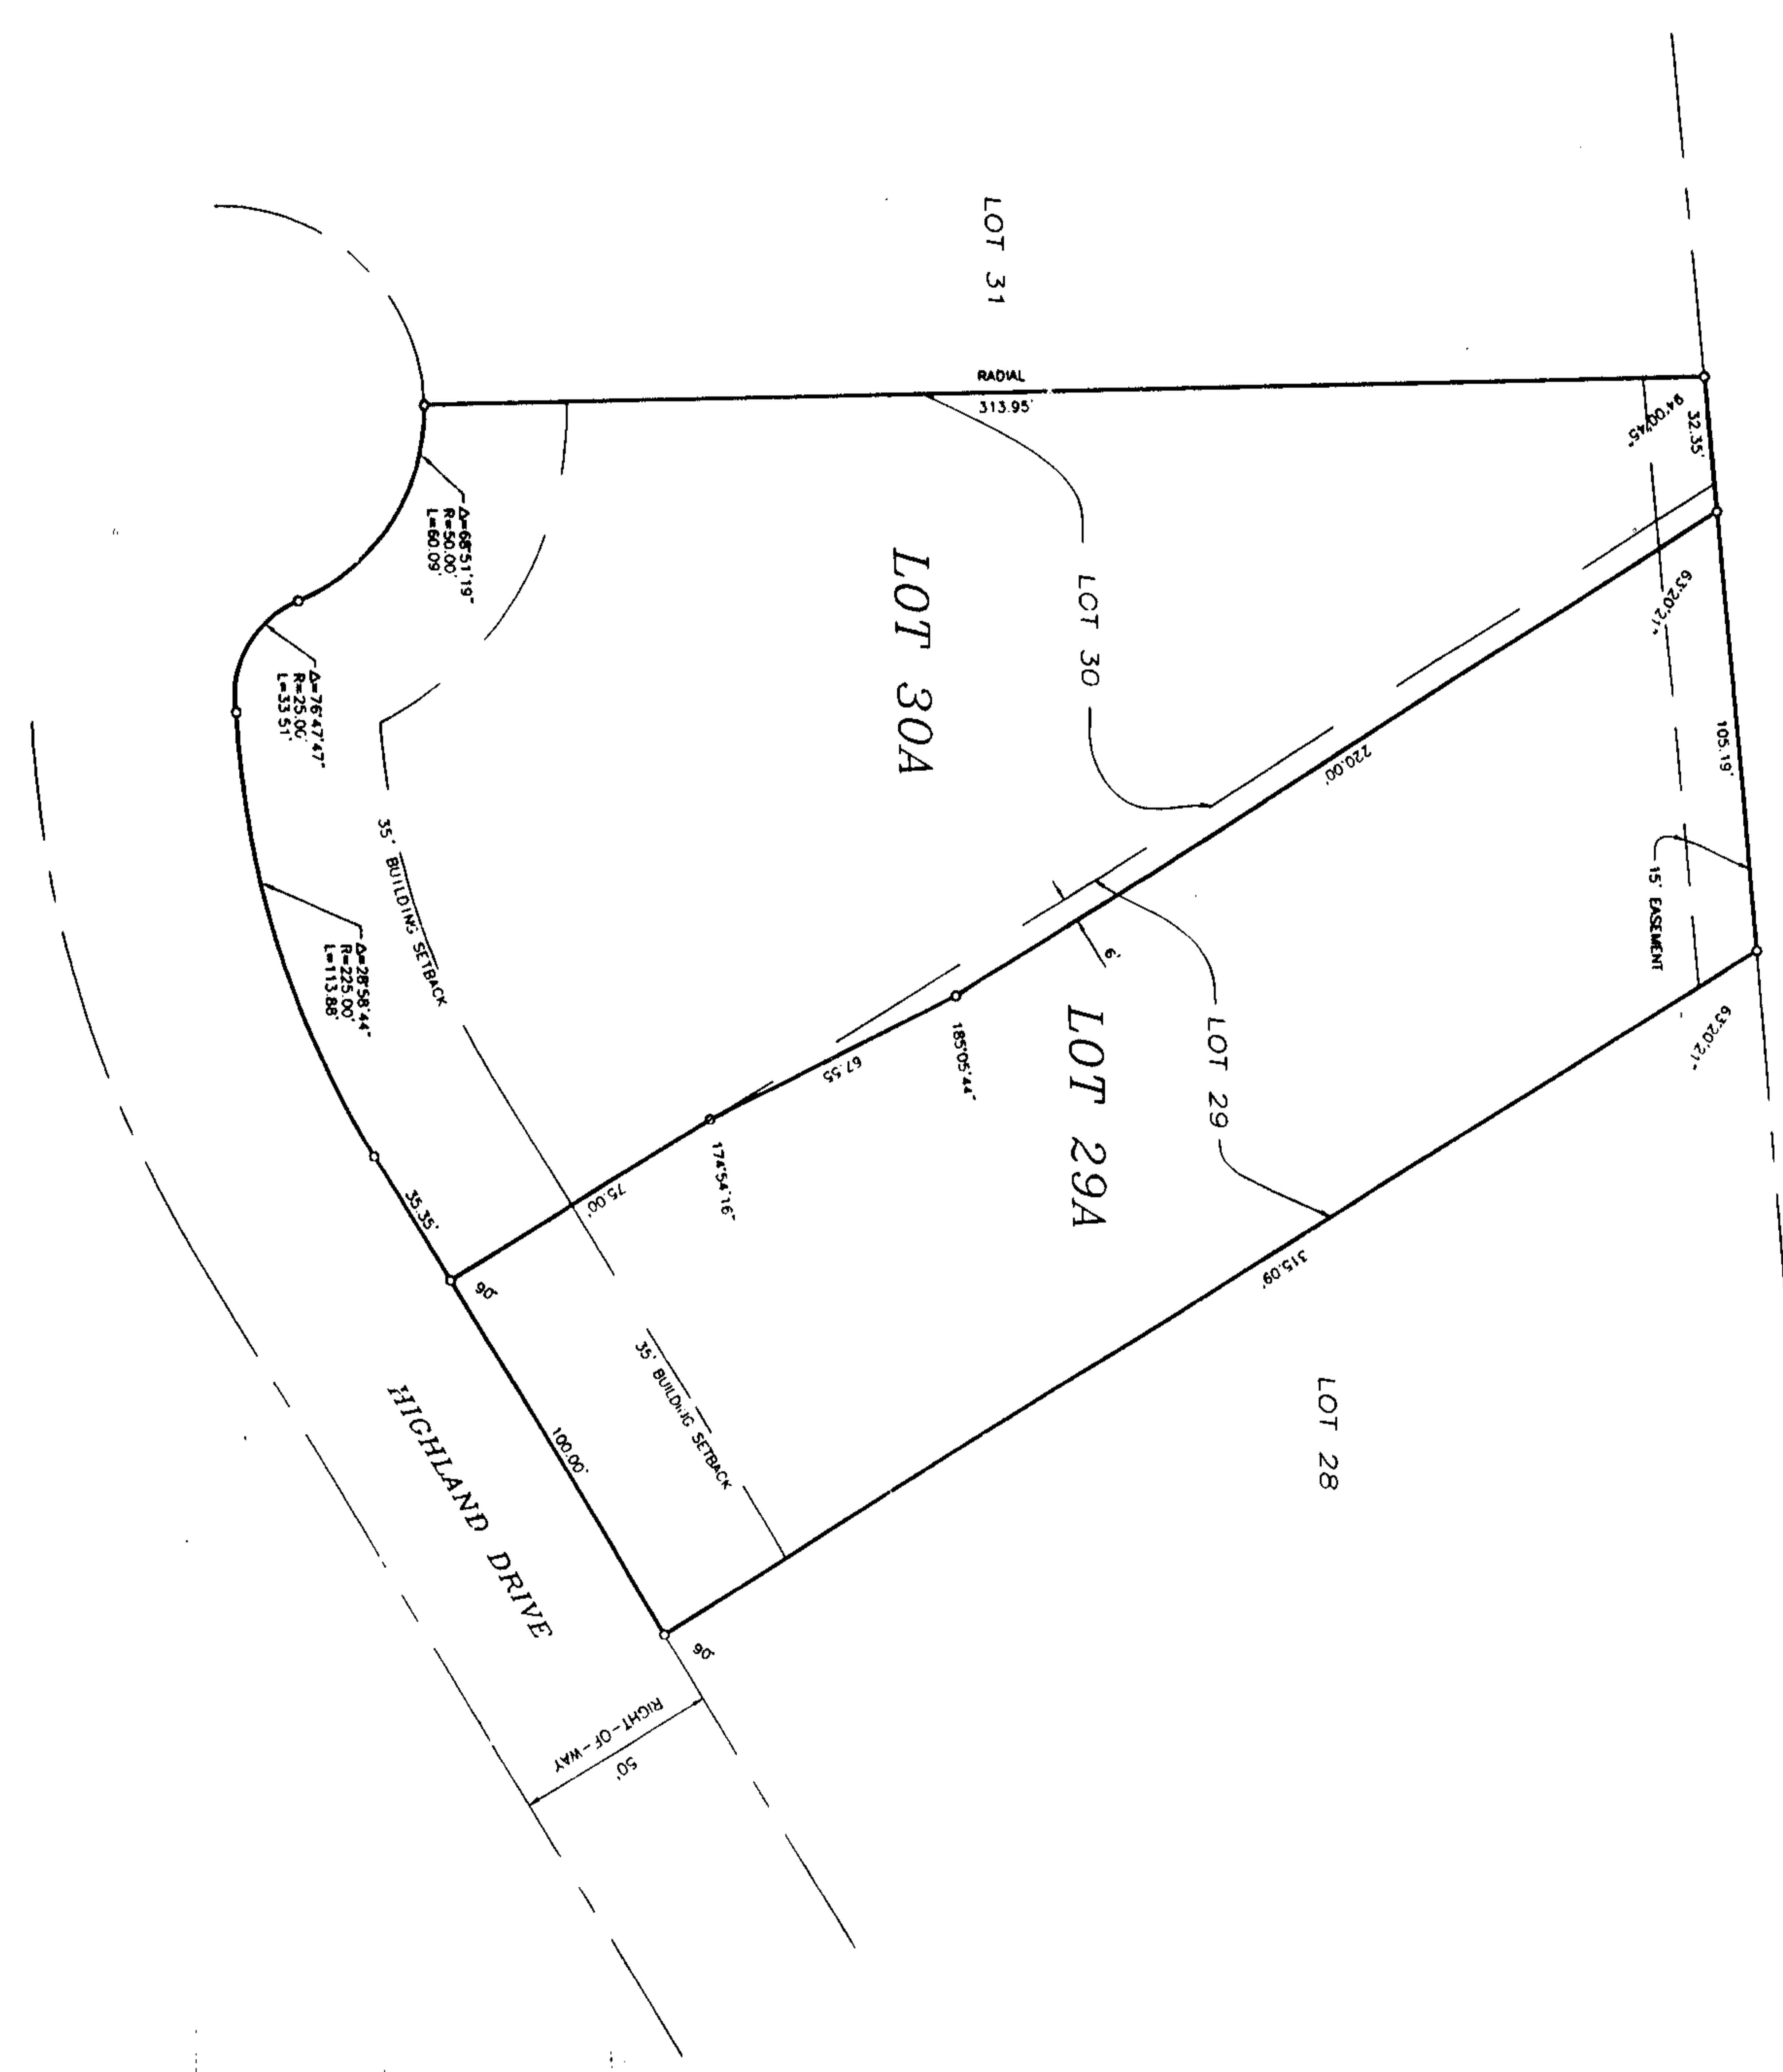 LOT 31
RADIAL
313.95'
94°00'45"
32.35'
63°20'21"
105.19'
15' EASEMENT
63°20'21"
Δ=68°51'19"
R=50.00'
L=60.09'
LOT 30A
LOT 30
220.00'
Δ=76°47'47"
R=25.00'
L=33.51'
35' BUILDING SETBACK
Δ=28°58'44"
R=225.00'
L=113.88'
6'
LOT 29A
LOT 29
185°05'44"
67.55
174°54'16"
75.00'
35.35'
90°
315.09'
LOT 28
35' BUILDING SETBACK
100.00'
90°
HIGHLAND DRIVE
RIGHT-OF-WAY
50'